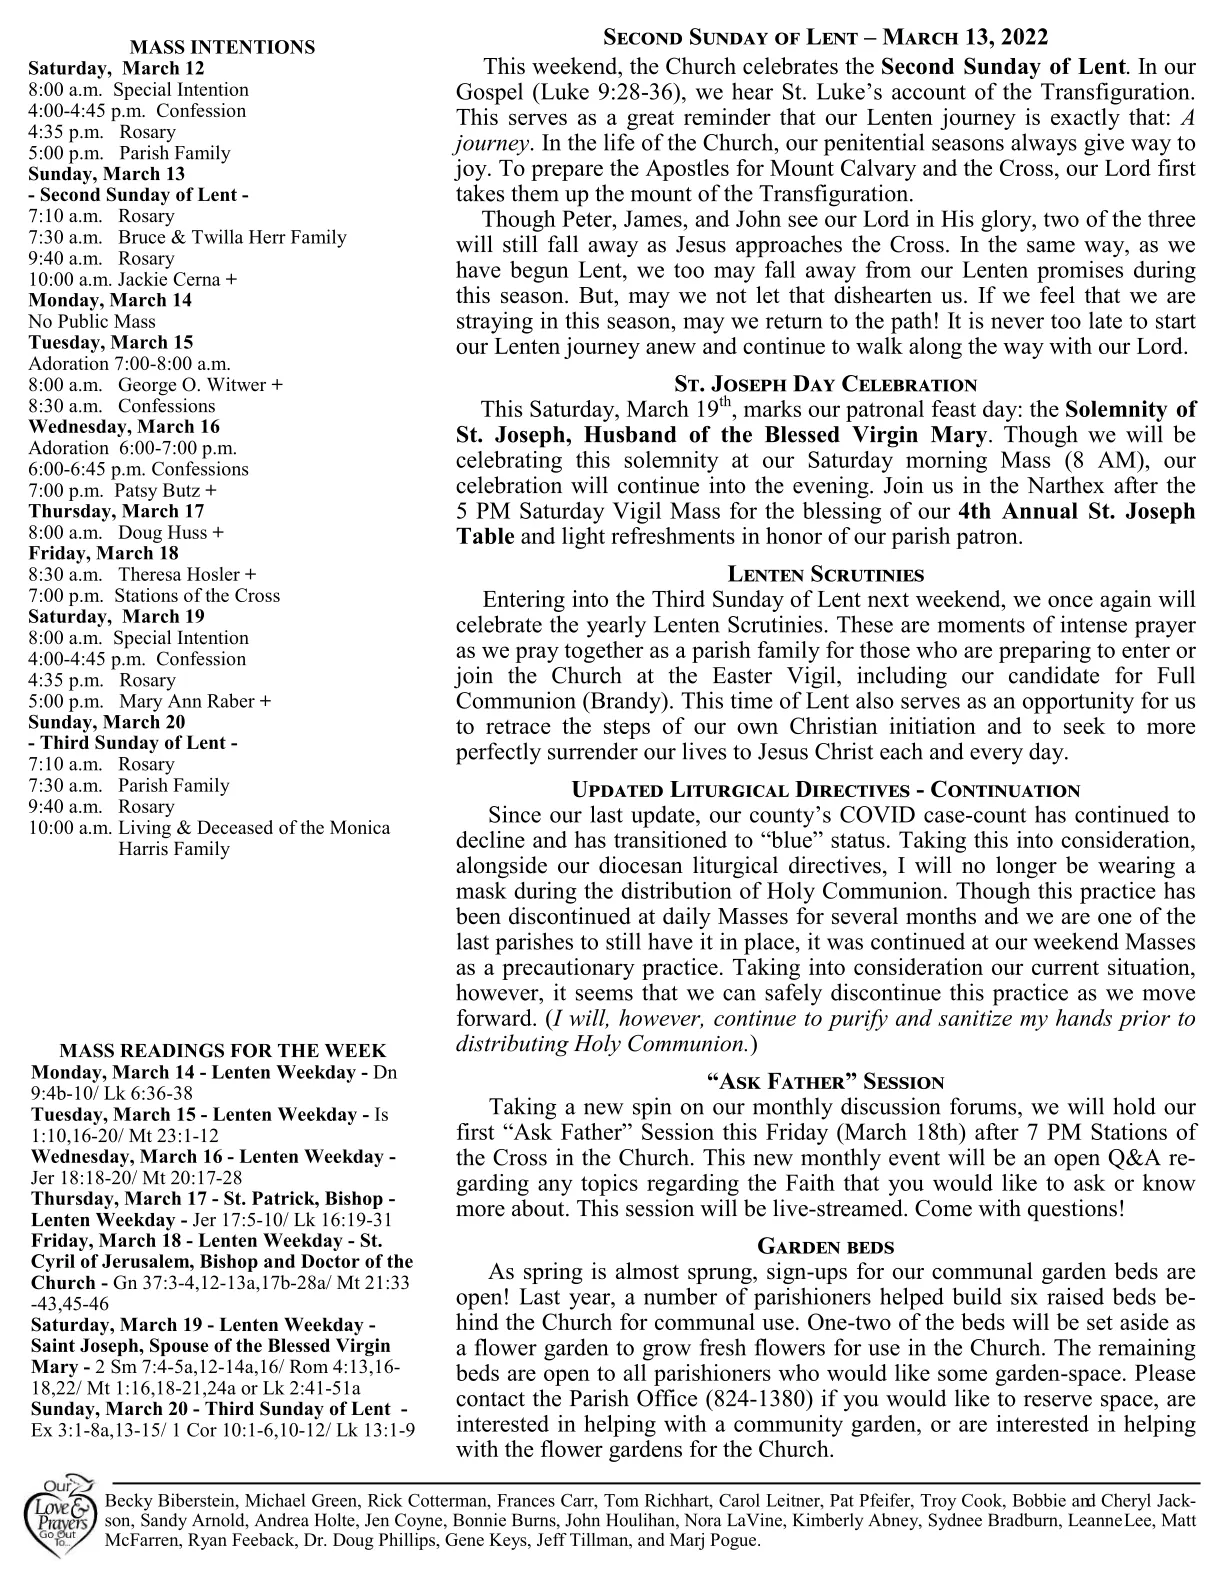 MASS INTENTIONS
Saturday,  March 12
8:00 a.m.  Special Intention
4:00-4:45 p.m.  Confession
4:35 p.m.   Rosary
5:00 p.m.   Parish Family
Sunday, March 13
- Second Sunday of Lent -
7:10 a.m.   Rosary
7:30 a.m.   Bruce & Twilla Herr Family
9:40 a.m.   Rosary
10:00 a.m. Jackie Cerna +
Monday, March 14
No Public Mass
Tuesday, March 15
Adoration 7:00-8:00 a.m.
8:00 a.m.   George O. Witwer +
8:30 a.m.   Confessions
Wednesday, March 16
Adoration  6:00-7:00 p.m.
6:00-6:45 p.m. Confessions
7:00 p.m.  Patsy Butz +
Thursday, March 17
8:00 a.m.   Doug Huss +
Friday, March 18
8:30 a.m.   Theresa Hosler +
7:00 p.m.  Stations of the Cross
Saturday,  March 19
8:00 a.m.  Special Intention
4:00-4:45 p.m.  Confession
4:35 p.m.   Rosary
5:00 p.m.   Mary Ann Raber +
Sunday, March 20
- Third Sunday of Lent -
7:10 a.m.   Rosary
7:30 a.m.   Parish Family
9:40 a.m.   Rosary
10:00 a.m. Living & Deceased of the Monica
Harris Family
MASS READINGS FOR THE WEEK
Monday, March 14 - Lenten Weekday - Dn
9:4b-10/ Lk 6:36-38
Tuesday, March 15 - Lenten Weekday - Is
1:10,16-20/ Mt 23:1-12
Wednesday, March 16 - Lenten Weekday -
Jer 18:18-20/ Mt 20:17-28
Thursday, March 17 - St. Patrick, Bishop -
Lenten Weekday - Jer 17:5-10/ Lk 16:19-31
Friday, March 18 - Lenten Weekday - St.
Cyril of Jerusalem, Bishop and Doctor of the
Church - Gn 37:3-4,12-13a,17b-28a/ Mt 21:33
-43,45-46
Saturday, March 19 - Lenten Weekday -
Saint Joseph, Spouse of the Blessed Virgin
Mary - 2 Sm 7:4-5a,12-14a,16/ Rom 4:13,16-
18,22/ Mt 1:16,18-21,24a or Lk 2:41-51a
Sunday, March 20 - Third Sunday of Lent  -
Ex 3:1-8a,13-15/ 1 Cor 10:1-6,10-12/ Lk 13:1-9
SECOND SUNDAY OF LENT – MARCH 13, 2022
This weekend, the Church celebrates the Second Sunday of Lent. In our
Gospel (Luke 9:28-36), we hear St. Luke’s account of the Transfiguration.
This serves as a great reminder that our Lenten journey is exactly that: A
journey. In the life of the Church, our penitential seasons always give way to
joy. To prepare the Apostles for Mount Calvary and the Cross, our Lord first
takes them up the mount of the Transfiguration.
Though Peter, James, and John see our Lord in His glory, two of the three
will still fall away as Jesus approaches the Cross. In the same way, as we
have begun Lent, we too may fall away from our Lenten promises during
this season. But, may we not let that dishearten us. If we feel that we are
straying in this season, may we return to the path! It is never too late to start
our Lenten journey anew and continue to walk along the way with our Lord.
ST. JOSEPH DAY CELEBRATION
This Saturday, March 19th, marks our patronal feast day: the Solemnity of
St. Joseph, Husband of the Blessed Virgin Mary. Though we will be
celebrating this solemnity at our Saturday morning Mass (8 AM), our
celebration will continue into the evening. Join us in the Narthex after the
5 PM Saturday Vigil Mass for the blessing of our 4th Annual St. Joseph
Table and light refreshments in honor of our parish patron.
LENTEN SCRUTINIES
Entering into the Third Sunday of Lent next weekend, we once again will
celebrate the yearly Lenten Scrutinies. These are moments of intense prayer
as we pray together as a parish family for those who are preparing to enter or
join the Church at the Easter Vigil, including our candidate for Full
Communion (Brandy). This time of Lent also serves as an opportunity for us
to retrace the steps of our own Christian initiation and to seek to more
perfectly surrender our lives to Jesus Christ each and every day.
UPDATED LITURGICAL DIRECTIVES - CONTINUATION
Since our last update, our county’s COVID case-count has continued to
decline and has transitioned to “blue” status. Taking this into consideration,
alongside our diocesan liturgical directives, I will no longer be wearing a
mask during the distribution of Holy Communion. Though this practice has
been discontinued at daily Masses for several months and we are one of the
last parishes to still have it in place, it was continued at our weekend Masses
as a precautionary practice. Taking into consideration our current situation,
however, it seems that we can safely discontinue this practice as we move
forward. (I will, however, continue to purify and sanitize my hands prior to
distributing Holy Communion.)
“ASK FATHER” SESSION
Taking a new spin on our monthly discussion forums, we will hold our
first “Ask Father” Session this Friday (March 18th) after 7 PM Stations of
the Cross in the Church. This new monthly event will be an open Q&A re-
garding any topics regarding the Faith that you would like to ask or know
more about. This session will be live-streamed. Come with questions!
GARDEN BEDS
As spring is almost sprung, sign-ups for our communal garden beds are
open! Last year, a number of parishioners helped build six raised beds be-
hind the Church for communal use. One-two of the beds will be set aside as
a flower garden to grow fresh flowers for use in the Church. The remaining
beds are open to all parishioners who would like some garden-space. Please
contact the Parish Office (824-1380) if you would like to reserve space, are
interested in helping with a community garden, or are interested in helping
with the flower gardens for the Church.
Our
Love &
Prayers
Go Out
To...
Becky Biberstein, Michael Green, Rick Cotterman, Frances Carr, Tom Richhart, Carol Leitner, Pat Pfeifer, Troy Cook, Bobbie and Cheryl Jack-
son, Sandy Arnold, Andrea Holte, Jen Coyne, Bonnie Burns, John Houlihan, Nora LaVine, Kimberly Abney, Sydnee Bradburn, Leanne Lee, Matt
McFarren, Ryan Feeback, Dr. Doug Phillips, Gene Keys, Jeff Tillman, and Marj Pogue.